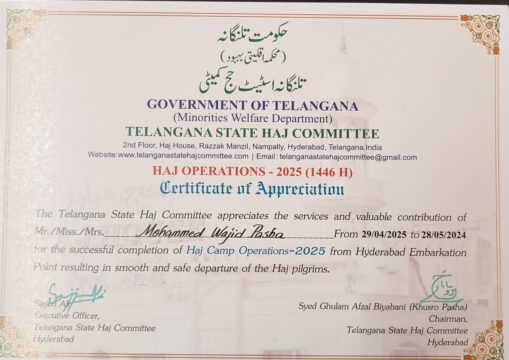 حکومت تلنگانہ
(محکمہ اقلیتی بہبود)
تلنگانہ اسٹیٹ حج کمیٹی
GOVERNMENT OF TELANGANA
(Minorities Welfare Department)
TELANGANA STATE HAJ COMMITTEE
2nd Floor, Haj House, Razzak Manzil, Nampally, Hyderabad, Telangana.India
Website:www.telanganastatehajcommittee.com | Email : telanganastatehajcommittee@gmail.com
HAJ OPERATIONS - 2025 (1446 H)
Certificate of Appreciation
The Telangana State Haj Committee appreciates the services and valuable contribution of
Mr./Miss./Mrs. Mohammed Wajid Pasha From 29/04/2025 to 28/05/2024
for the successful completion of Haj Camp Operations-2025 from Hyderabad Embarkation
Point resulting in smooth and safe departure of the Haj pilgrims.
Executive Officer,
Telangana State Haj Committee
Hyderabad
Syed Ghulam Afzal Biyabani (Khusro Pasha)
Chairman,
Telangana State Haj Committee
Hyderabad